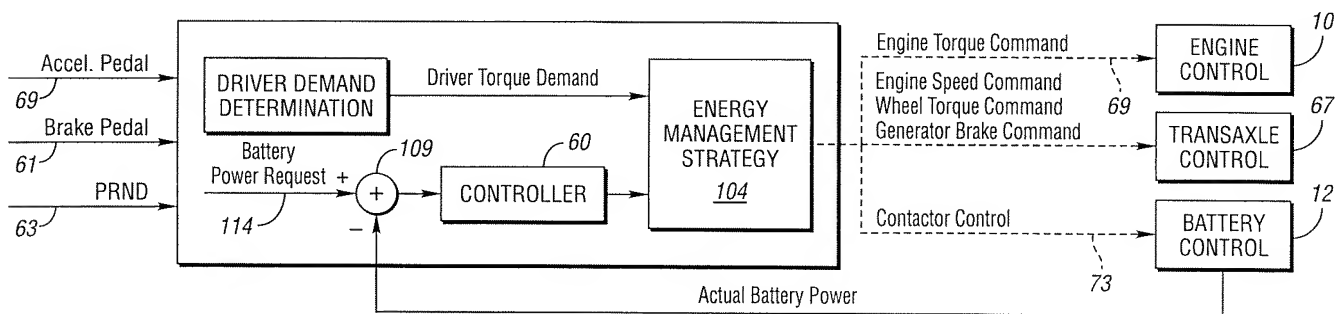 Accel. Pedal
69
Brake Pedal
61
PRND
63
DRIVER DEMAND
DETERMINATION
Driver Torque Demand
Battery
Power Request
+
114
109
+
−
60
CONTROLLER
ENERGY
MANAGEMENT
STRATEGY
104
Engine Torque Command
69
Engine Speed Command
Wheel Torque Command
Generator Brake Command
Contactor Control
73
ENGINE
CONTROL
10
TRANSAXLE
CONTROL
67
BATTERY
CONTROL
12
Actual Battery Power